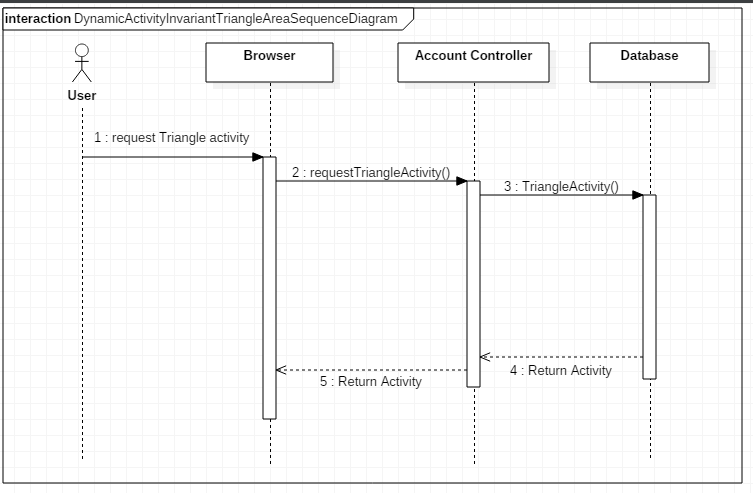 interaction DynamicActivityInvariantTriangleAreaSequenceDiagram
Browser
Account Controller
Database
User
1 : request Triangle activity
2 : requestTriangleActivity()
3 : TriangleActivity()
4 : Return Activity
5 : Return Activity